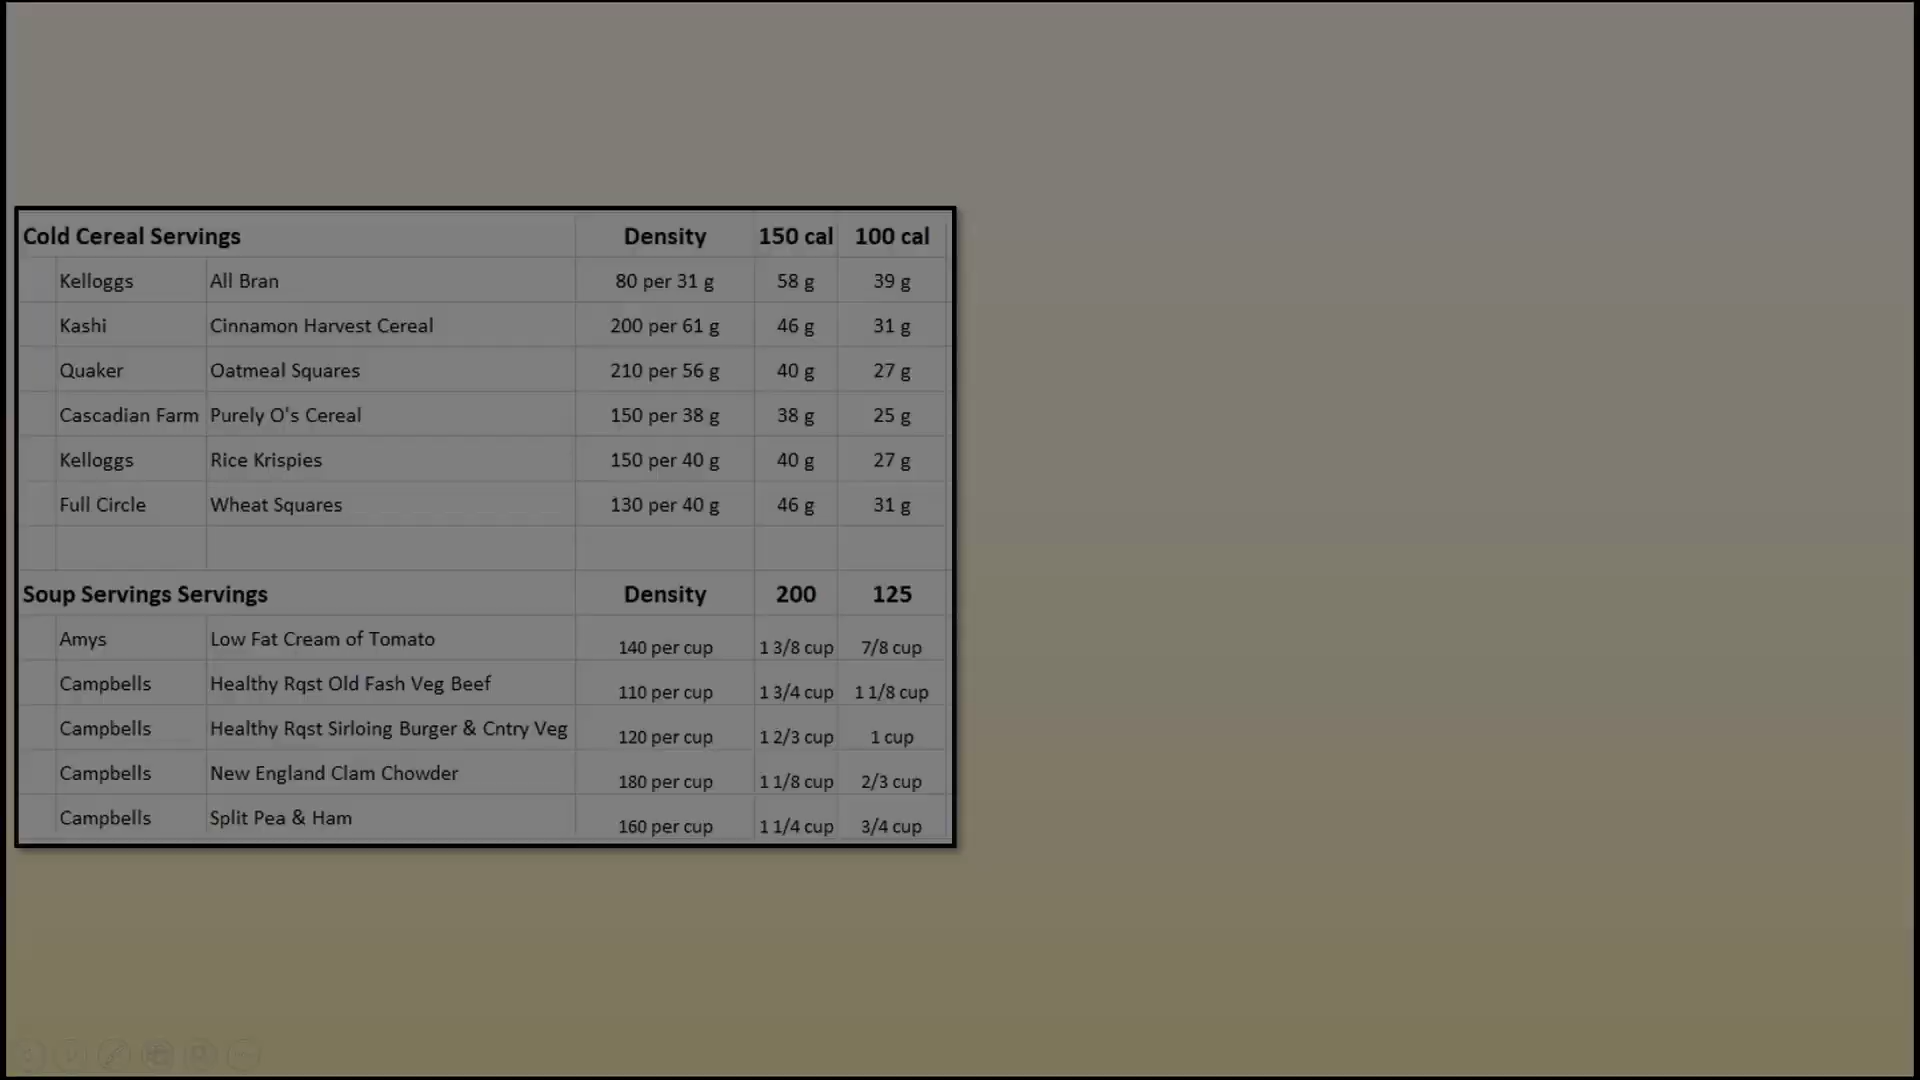 Cold Cereal Servings Density 150 cal 100 cal
Kelloggs All Bran 80 per 31 g 58 g 39 g
Kashi Cinnamon Harvest Cereal 200 per 61 g 46 g 31 g
Quaker Oatmeal Squares 210 per 56 g 40 g 27 g
Cascadian Farm Purely O's Cereal 150 per 38 g 38 g 25 g
Kelloggs Rice Krispies 150 per 40 g 40 g 27 g
Full Circle Wheat Squares 130 per 40 g 46 g 31 g
Soup Servings Servings Density 200 125
Amys Low Fat Cream of Tomato 140 per cup 1 3/8 cup 7/8 cup
Campbells Healthy Rqst Old Fash Veg Beef 110 per cup 1 3/4 cup 1 1/8 cup
Campbells Healthy Rqst Sirloing Burger & Cntry Veg 120 per cup 1 2/3 cup 1 cup
Campbells New England Clam Chowder 180 per cup 1 1/8 cup 2/3 cup
Campbells Split Pea & Ham 160 per cup 1 1/4 cup 3/4 cup